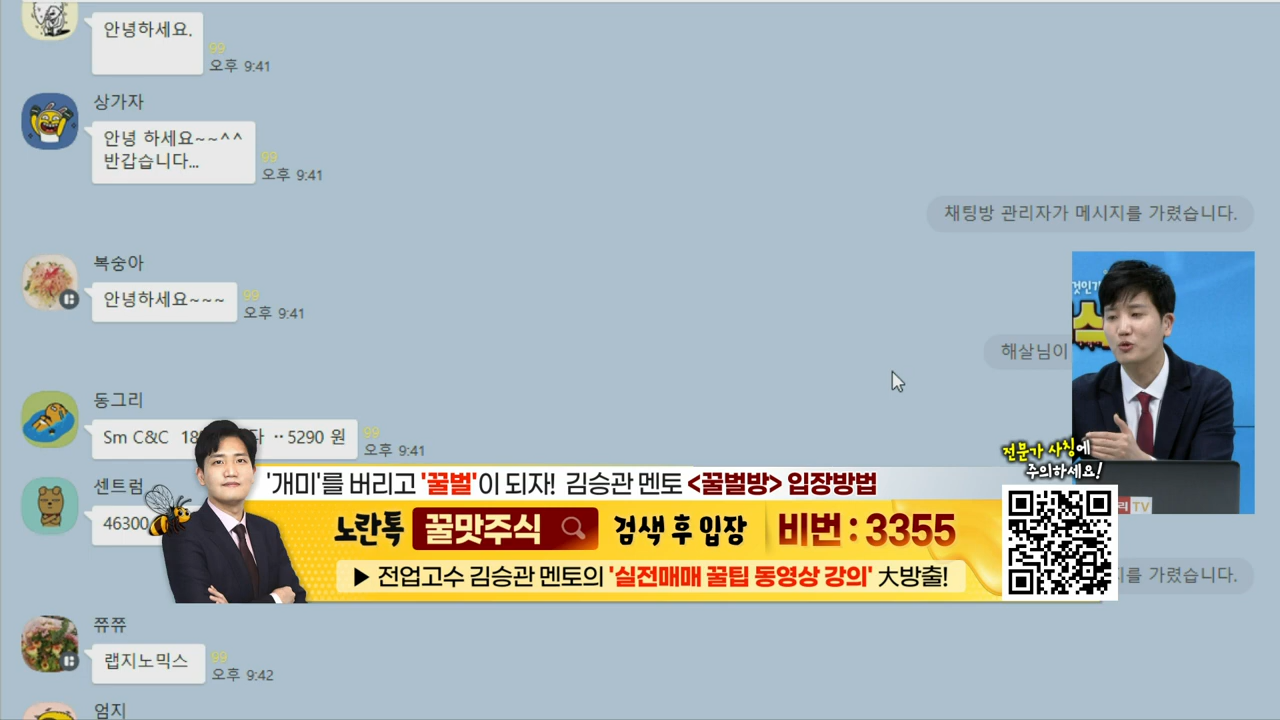 안녕하세요.
99
오후 9:41
상가자
안녕 하세요~~^^
반갑습니다...
99
오후 9:41
채팅방 관리자가 메시지를 가렸습니다.
복숭아
안녕하세요~~~
99
오후 9:41
해살님이
동그리
Sm C&C
5290 원
99
오후 9:41
전문가 사칭에
주의하세요!
센트럼
46300
'개미'를 버리고 '꿀벌'이 되자! 김승관 멘토 <꿀벌방> 입장방법
노란톡 꿀맛주식 검색 후 입장 비번 : 3355
▶ 전업고수 김승관 멘토의 '실전매매 꿀팁 동영상 강의' 大방출!
TV
를 가렸습니다.
쮸쮸
랩지노믹스
99
오후 9:42
엄지